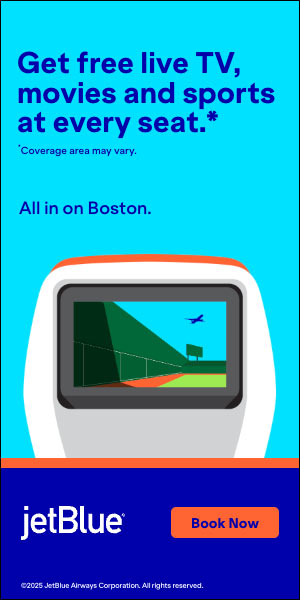 Get free live TV,
movies and sports
at every seat.*
*Coverage area may vary.
All in on Boston.
jetBlue®
Book Now
©2025 JetBlue Airways Corporation. All rights reserved.